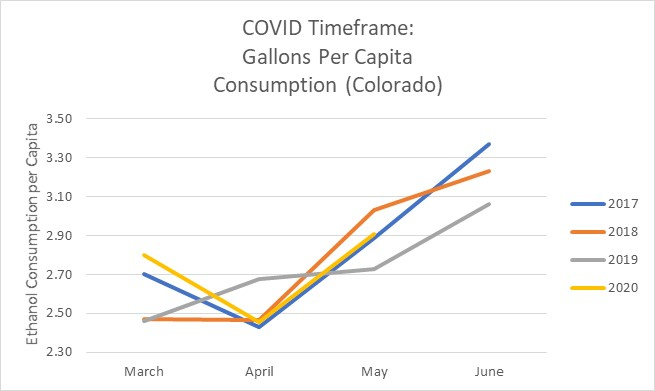 COVID Timeframe:
Gallons Per Capita
Consumption (Colorado)
Ethanol Consumption per Capita
3.50
3.30
3.10
2.90
2.70
2.50
2.30
March April May June
2017
2018
2019
2020